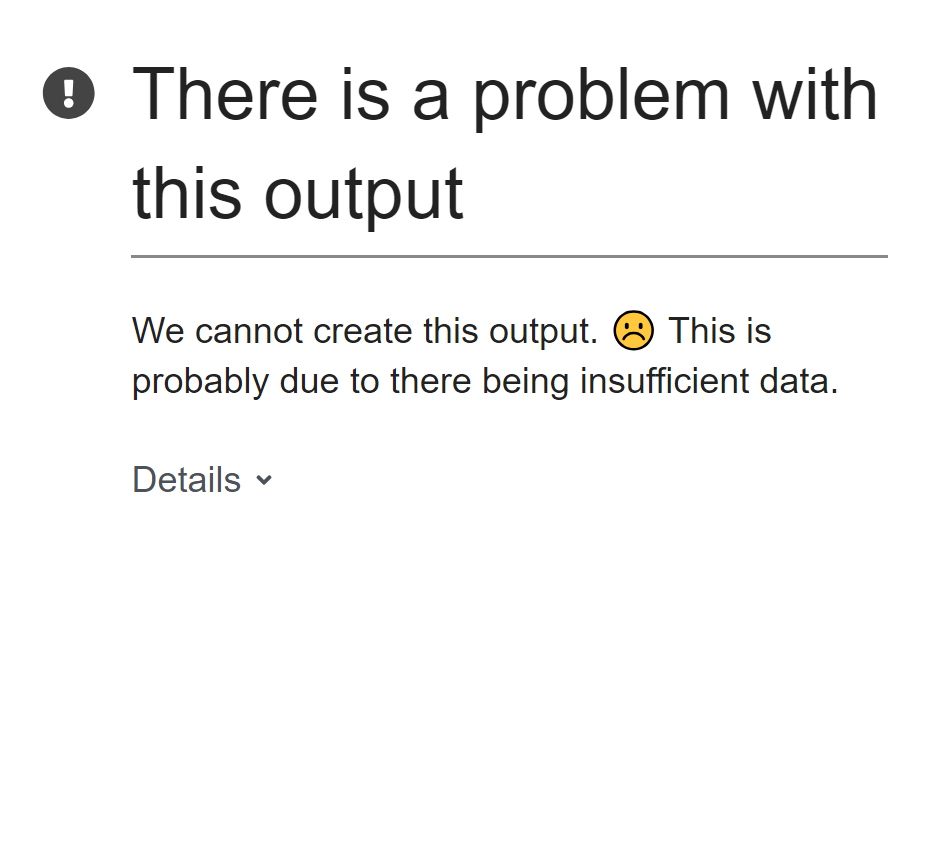 There is a problem with
this output
We cannot create this output. ☹️ This is
probably due to there being insufficient data.
Details